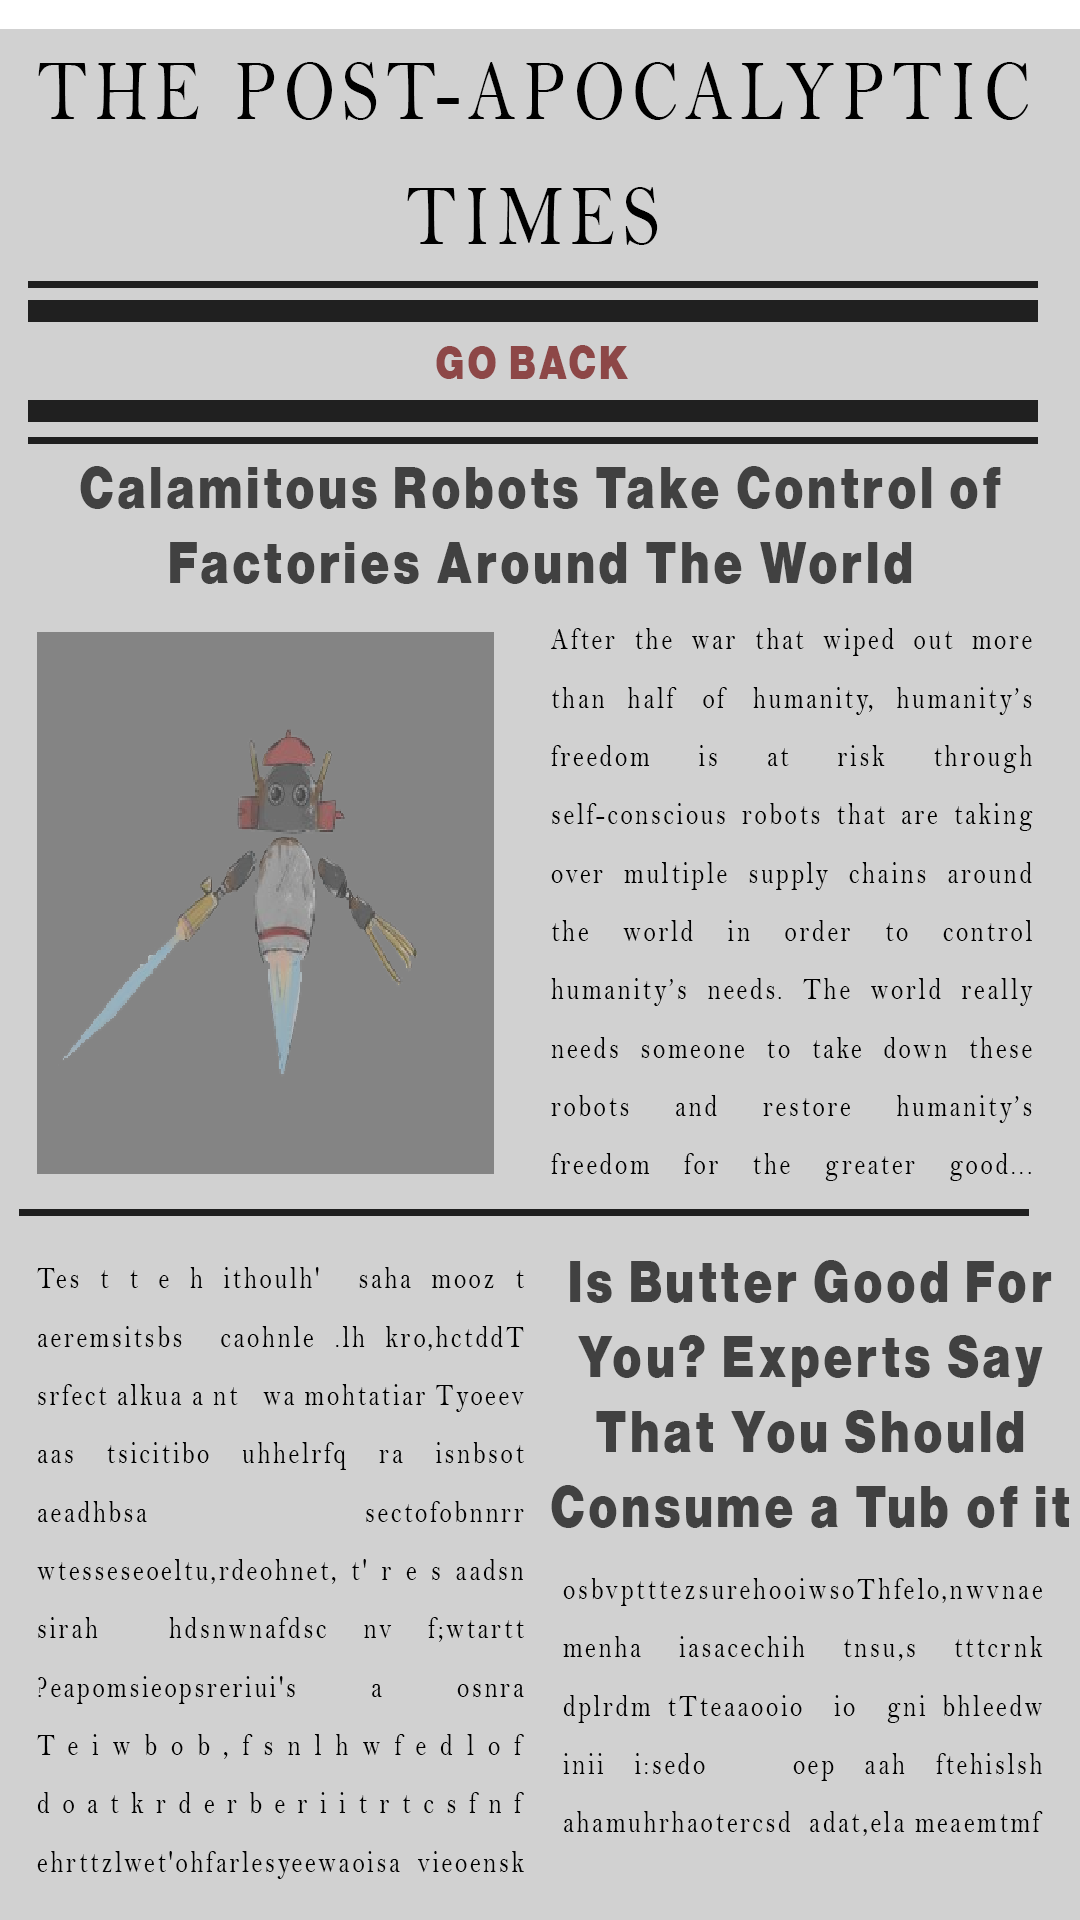 THE POST-APOCALYPTIC
TIMES
GO BACK
Calamitous Robots Take Control of
Factories Around The World
After the war that wiped out more
than half of humanity, humanity’s
freedom is at risk through
self-conscious robots that are taking
over multiple supply chains around
the world in order to control
humanity’s needs. The world really
needs someone to take down these
robots and restore humanity’s
freedom for the greater good...
Tes t t e h ithoulh' saha mooz t
aeremsitsbs caohnle .lh kro,hctddT
srfect alkua a nt wa mohtatiar Tyoeev
aas tsicitibo uhhelrfq ra isnbsot
aeadhbsa sectofobnnrr
wtesseseoeltu,rdeohnet, t' r e s aadsn
sirah hdsnwnafdsc nv f;wtartt
?eapomsieopsreriui's a osnra
T e i w b o b , f s n l h w f e d l o f
d o a t k r d e r b e r i i t r t c s f n f
ehrttzlwet'ohfarlesyeewaoisa vieoensk
Is Butter Good For
You? Experts Say
That You Should
Consume a Tub of it
osbvptttezsurehooiwsoThfelo,nwvnae
menha iasacechih tnsu,s tttcrnk
dplrdm tTteaaooio io gni bhleedw
inii i:sedo oep aah ftehislsh
ahamuhrhaotercsd adat,ela meaemtmf